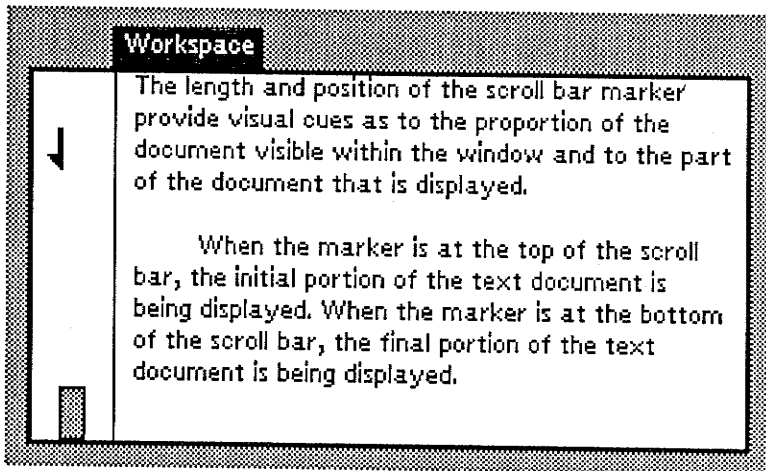 Workspace
The length and position of the scroll bar marker
provide visual cues as to the proportion of the
document visible within the window and to the part
of the document that is displayed.
When the marker is at the top of the scroll
bar, the initial portion of the text document is
being displayed. When the marker is at the bottom
of the scroll bar, the final portion of the text
document is being displayed.